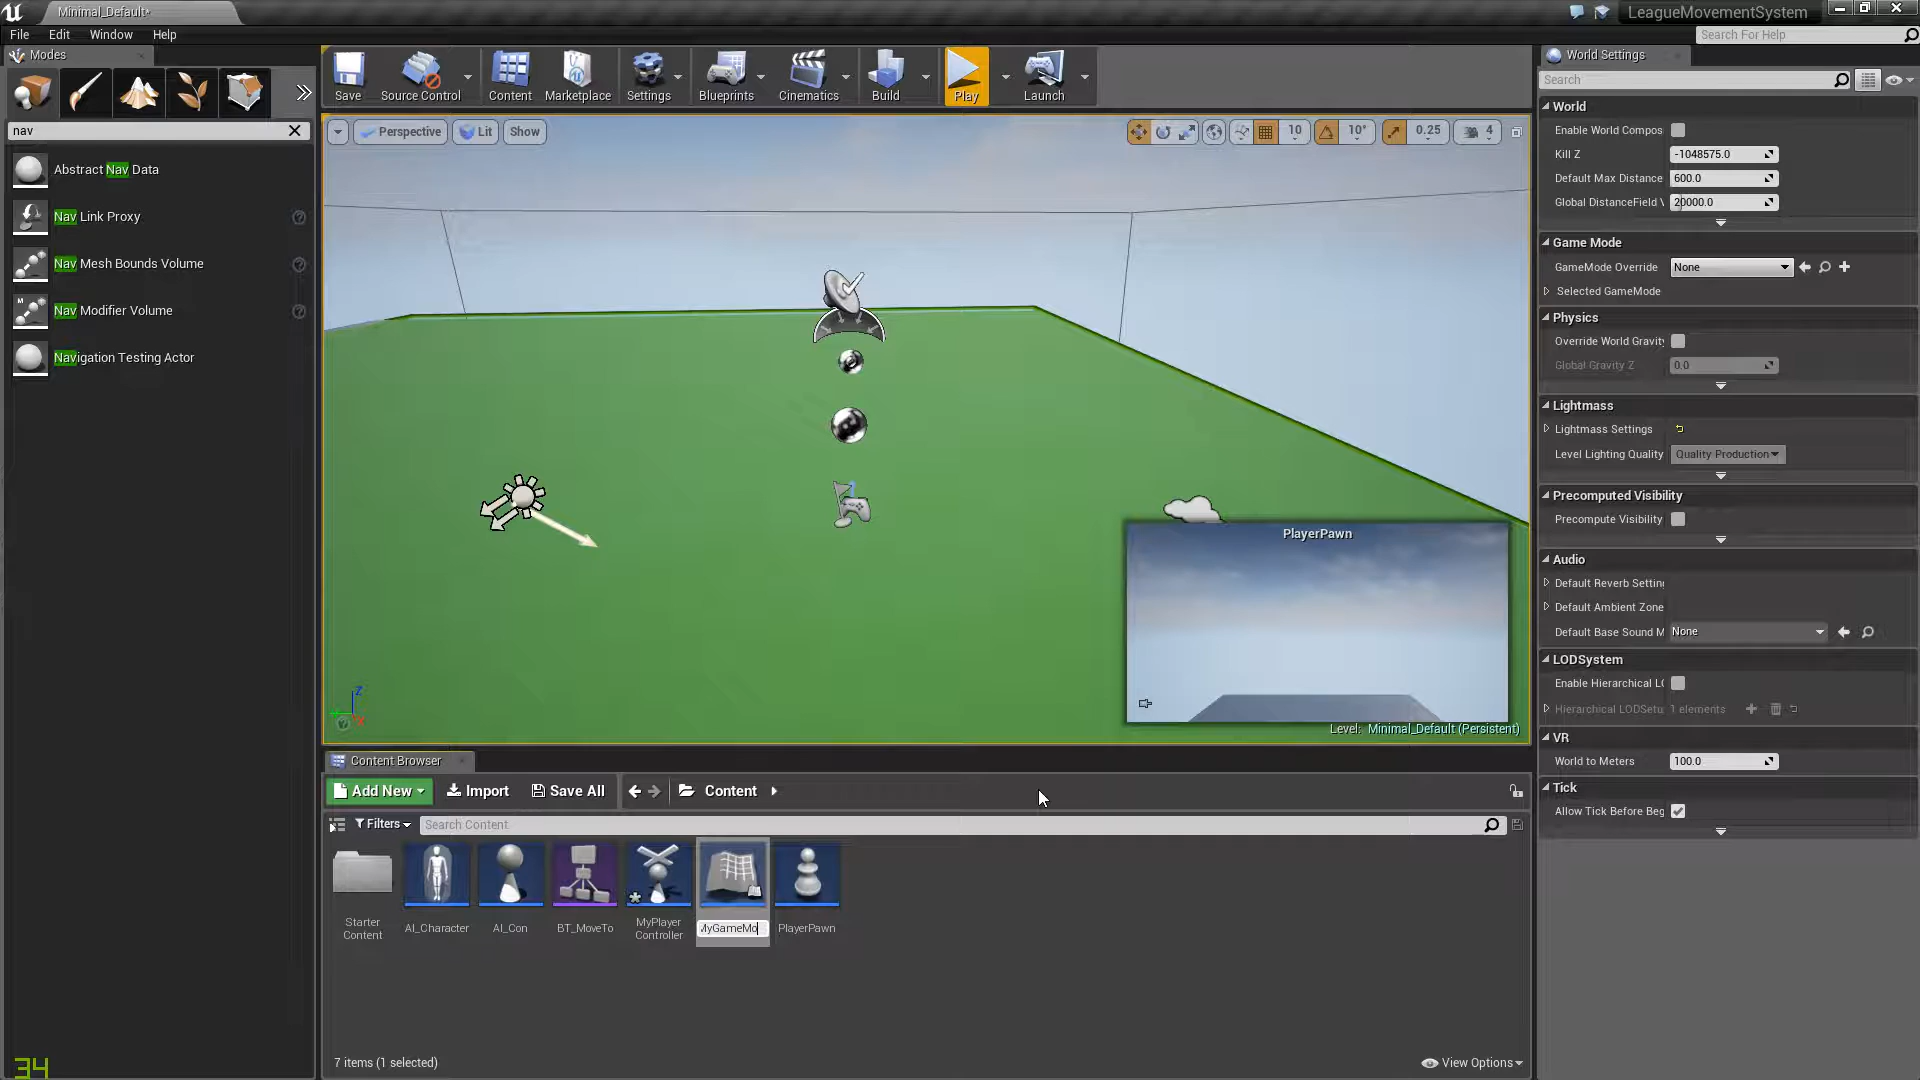 Minimal_Default*
LeagueMovementSystem
File Edit Window Help
Search For Help
Modes
nav
Abstract Nav Data
Nav Link Proxy
Nav Mesh Bounds Volume
Nav Modifier Volume
Navigation Testing Actor
34
Save
Source Control
Content
Marketplace
Settings
Blueprints
Cinematics
Build
Play
Launch
Perspective
Lit
Show
10
10°
0.25
4
PlayerPawn
Level: Minimal_Default (Persistent)
Z
Content Browser
Add New
Import
Save All
Content
Filters
Search Content
Starter
Content
AI_Character
AI_Con
BT_MoveTo
MyPlayer
Controller
MyGameMo
PlayerPawn
7 items (1 selected)
View Options
World Settings
Search
World
Enable World Compos
Kill Z -1048575.0
Default Max Distance 600.0
Global DistanceField V 20000.0
Game Mode
GameMode Override None
Selected GameMode
Physics
Override World Gravity
Global Gravity Z 0.0
Lightmass
Lightmass Settings
Level Lighting Quality Quality Production
Precomputed Visibility
Precompute Visibility
Audio
Default Reverb Settin
Default Ambient Zone
Default Base Sound M None
LODSystem
Enable Hierarchical LO
Hierarchical LODSetu 1 elements
VR
World to Meters 100.0
Tick
Allow Tick Before Beg